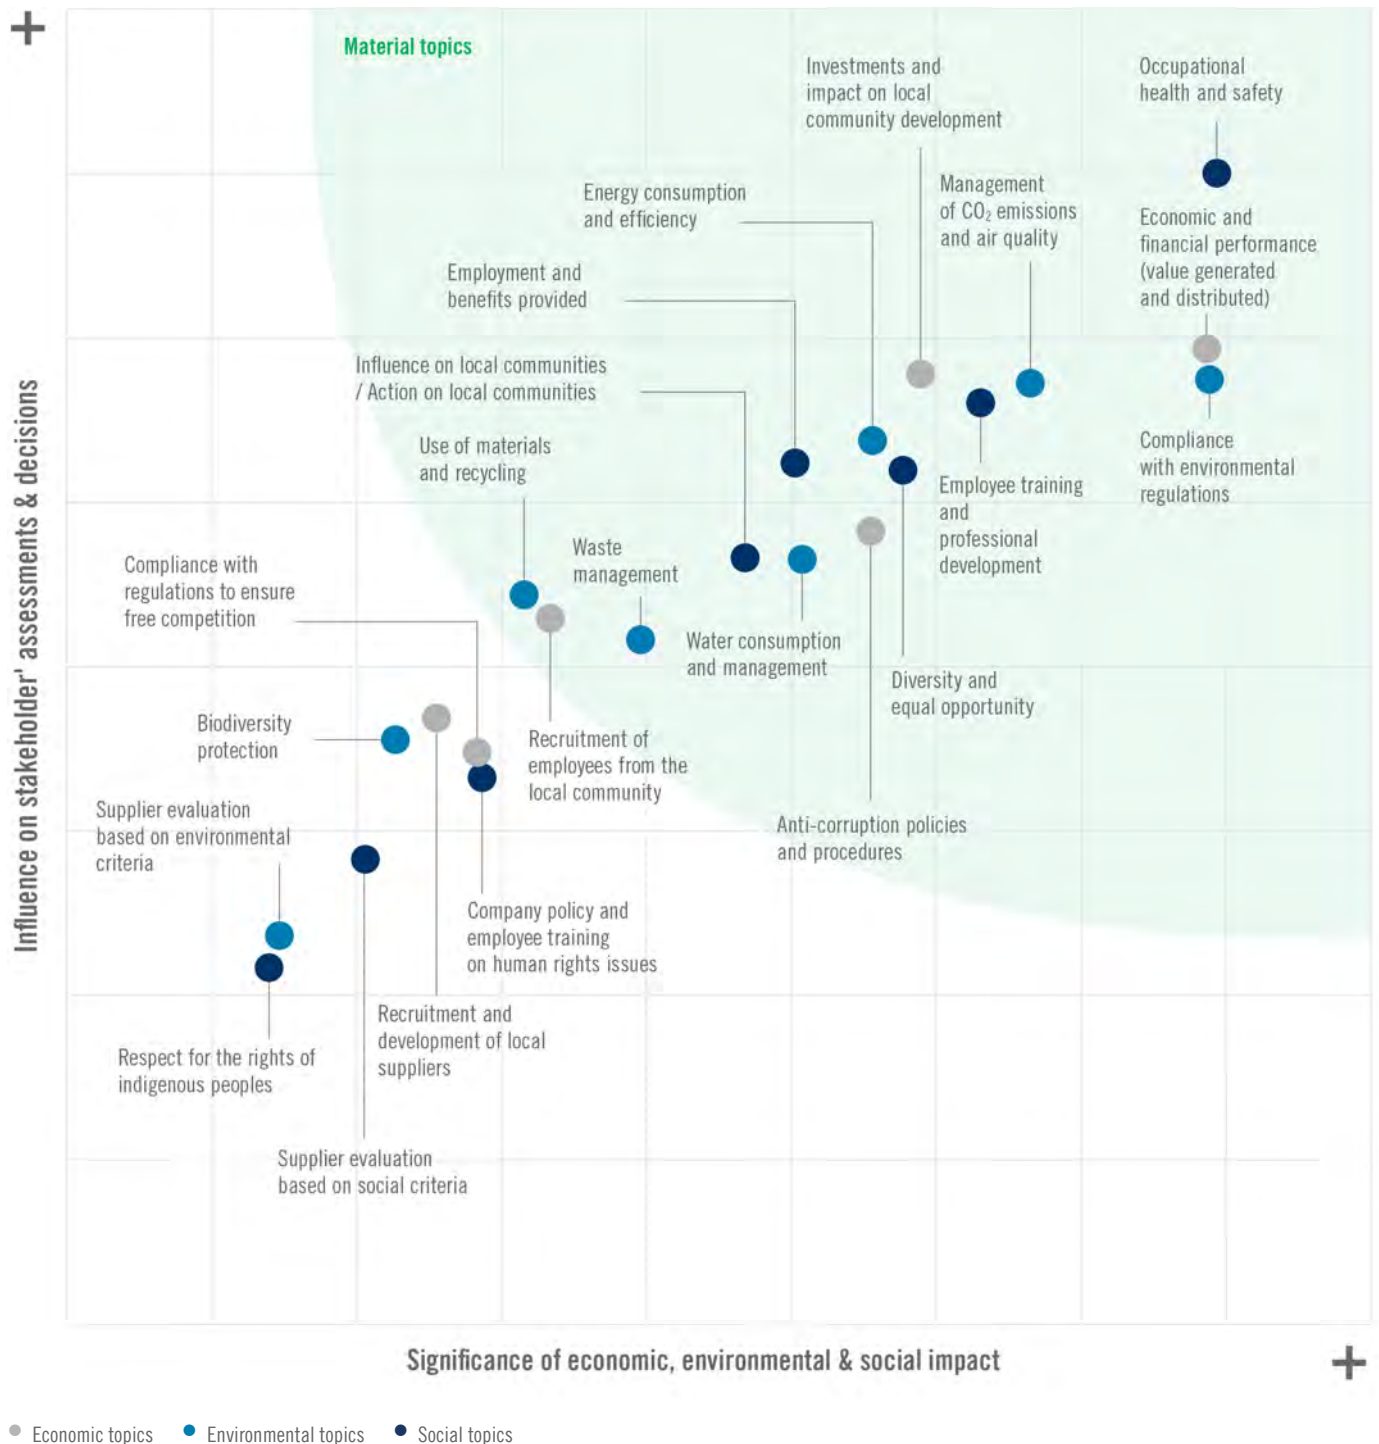 +
Material topics
Investments and
impact on local
community development
Occupational
health and safety
Energy consumption
and efficiency
Management
of CO₂ emissions
and air quality
Economic and
financial performance
(value generated
and distributed)
Employment and
benefits provided
Influence on local communities
/ Action on local communities
Use of materials
and recycling
Compliance
with environmental
regulations
Employee training
and
professional
development
Waste
management
Compliance with
regulations to ensure
free competition
Water consumption
and management
Diversity and
equal opportunity
Biodiversity
protection
Recruitment of
employees from the
local community
Supplier evaluation
based on environmental
criteria
Anti-corruption policies
and procedures
Company policy and
employee training
on human rights issues
Recruitment and
development of local
suppliers
Respect for the rights of
indigenous peoples
Supplier evaluation
based on social criteria
Influence on stakeholder' assessments & decisions
Significance of economic, environmental & social impact
+
Economic topics
Environmental topics
Social topics